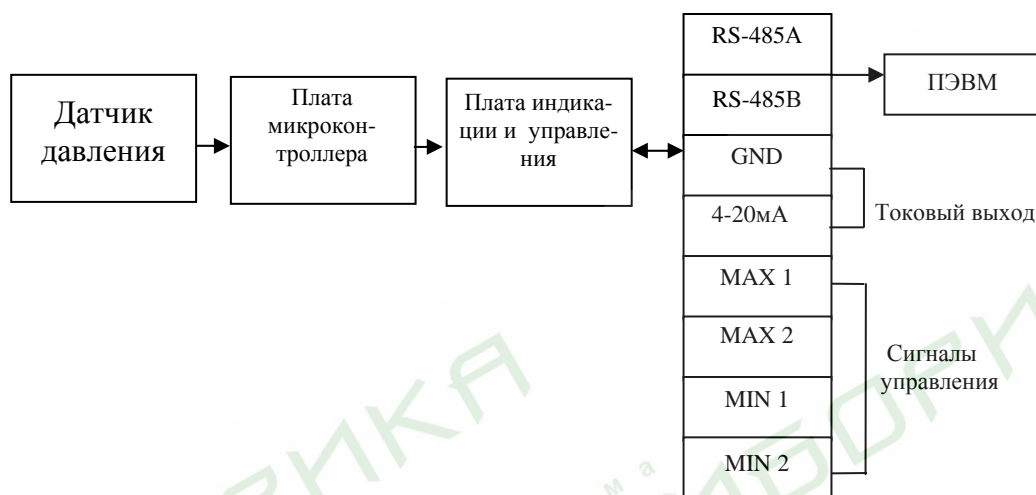 Датчик
давления
Плата
микрокон-
троллера
Плата индика-
ции и управле-
ния
RS-485A
RS-485B
GND
4-20мА
MAX 1
MAX 2
MIN 1
MIN 2
ПЭВМ
Токовый выход
Сигналы
управления